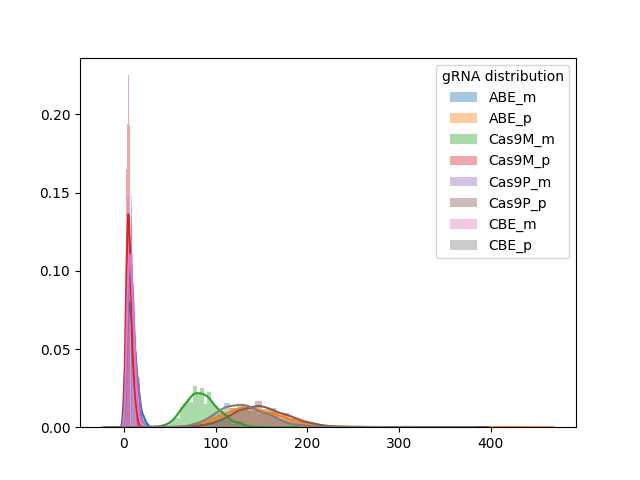 gRNA distribution
ABE_m
ABE_p
Cas9M_m
Cas9M_p
Cas9P_m
Cas9P_p
CBE_m
CBE_p
0.20
0.15
0.10
0.05
0.00
0 100 200 300 400